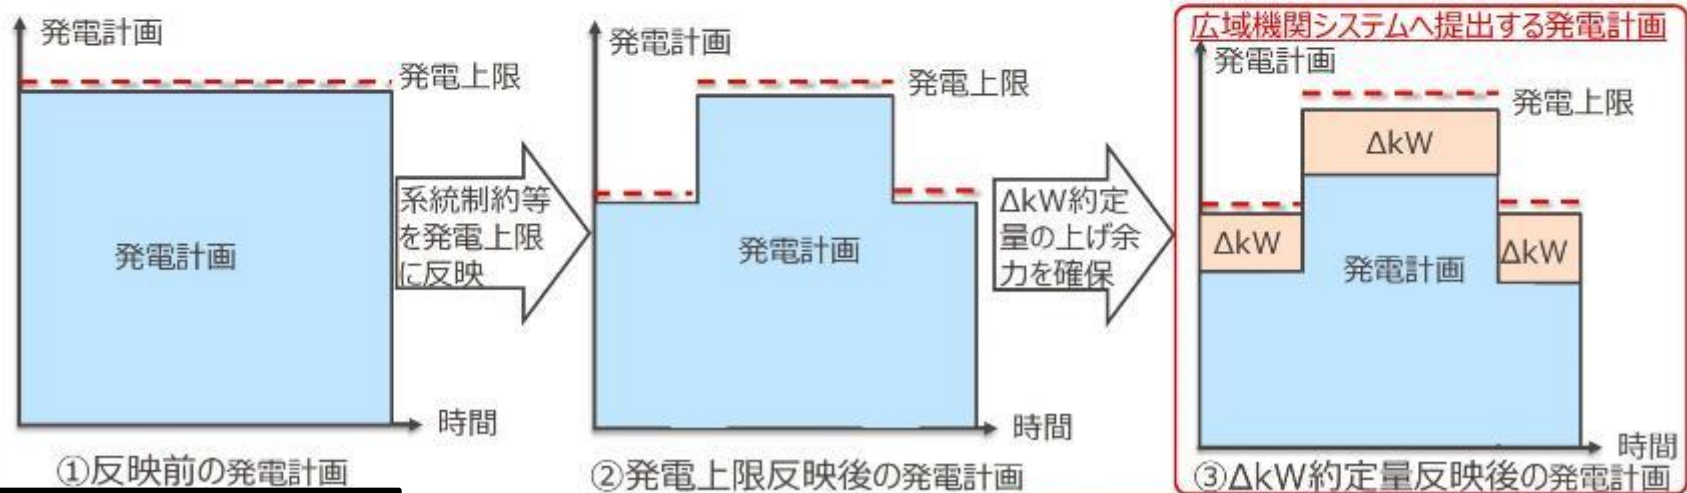 発電計画
発電上限
発電計画
時間
①反映前の発電計画
系統制約等
を発電上限
に反映
発電計画
発電上限
発電計画
時間
②発電上限反映後の発電計画
ΔkW約定
量の上げ余
力を確保
広域機関システムへ提出する発電計画
発電計画
発電上限
ΔkW
ΔkW
発電計画
ΔkW
時間
③ΔkW約定量反映後の発電計画